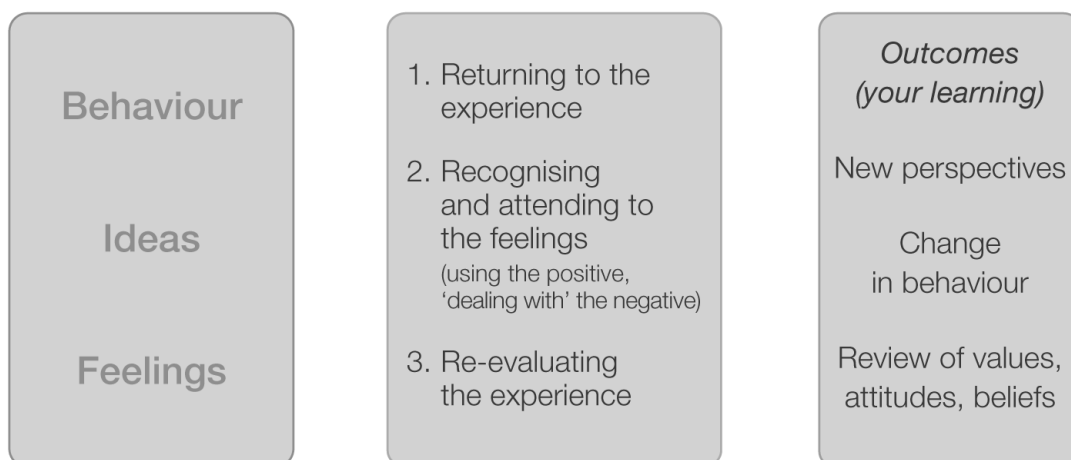 Behaviour
Ideas
Feelings
1. Returning to the
experience
2. Recognising
and attending to
the feelings
(using the positive,
‘dealing with’ the negative)
3. Re-evaluating
the experience
Outcomes
(your learning)
New perspectives
Change
in behaviour
Review of values,
attitudes, beliefs